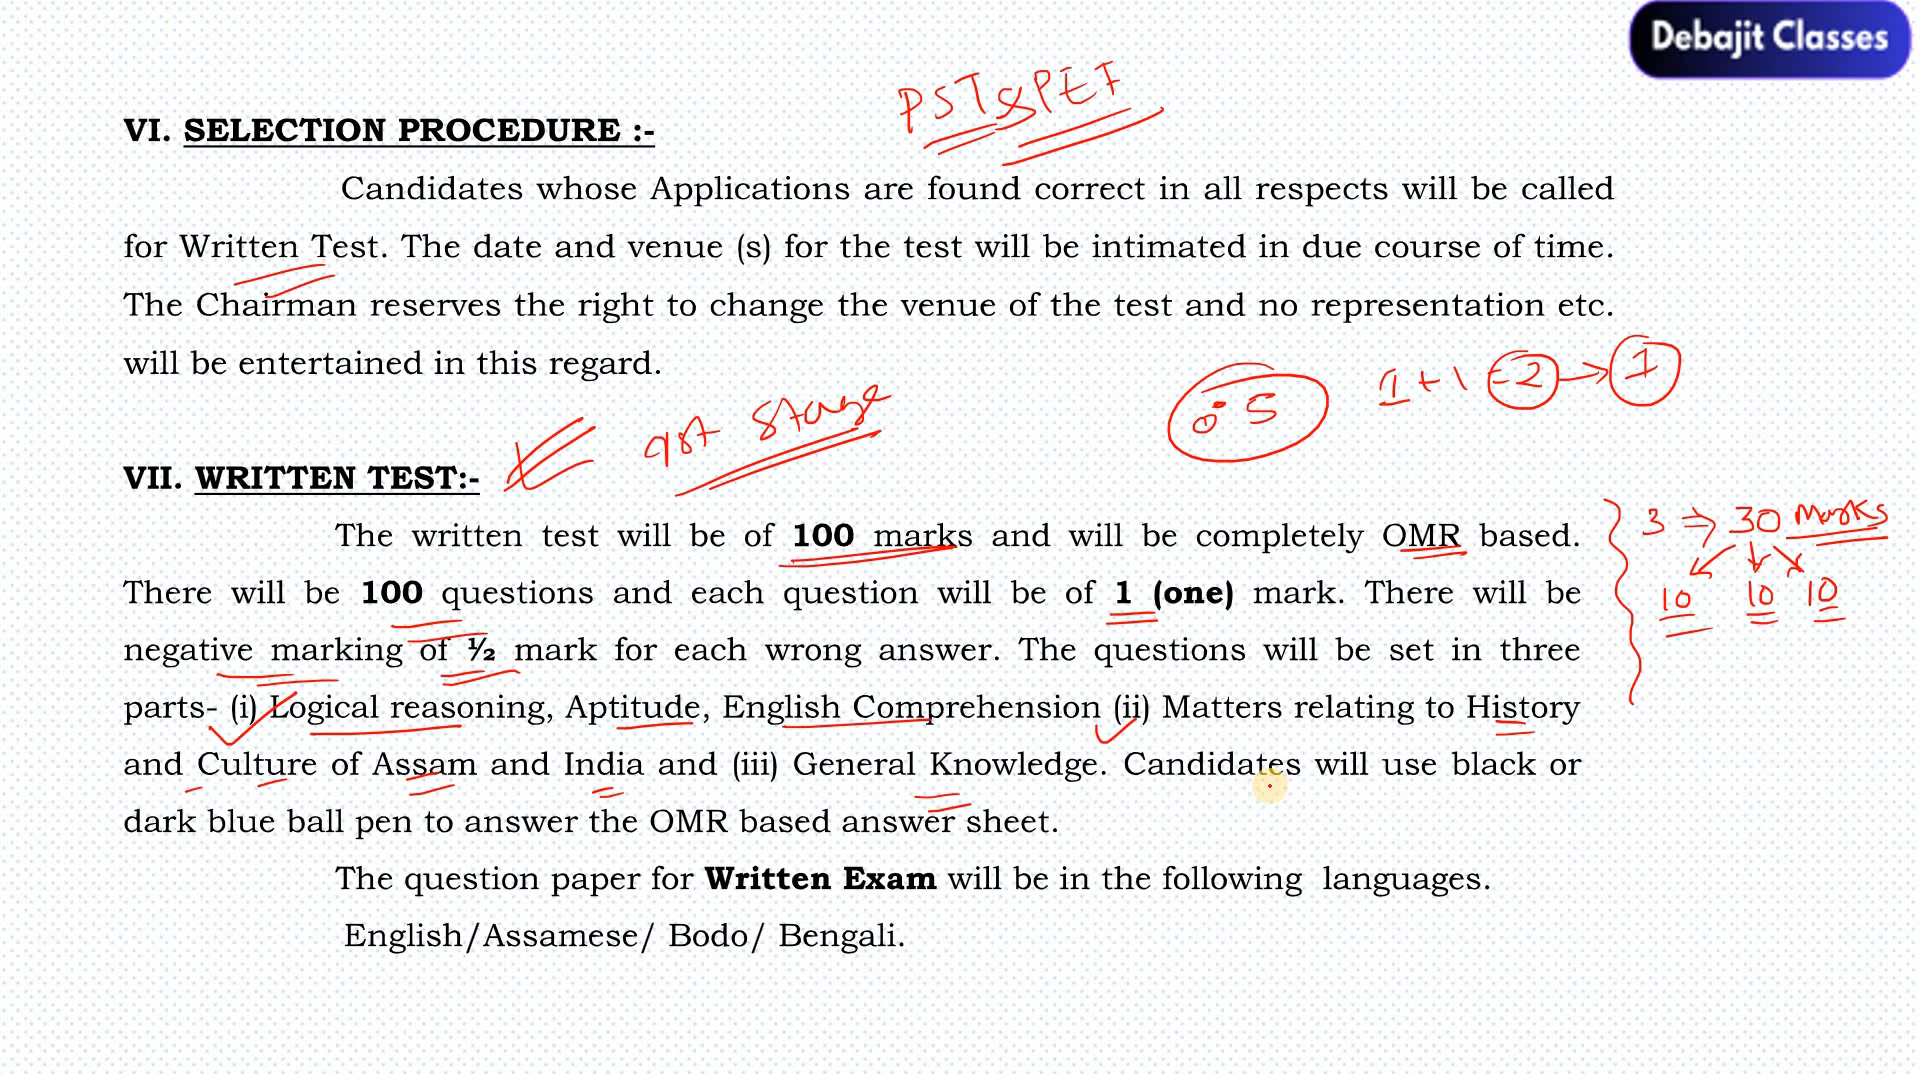 Debajit Classes
PST & PET
VI. SELECTION PROCEDURE :-
Candidates whose Applications are found correct in all respects will be called
for Written Test. The date and venue (s) for the test will be intimated in due course of time.
The Chairman reserves the right to change the venue of the test and no representation etc.
will be entertained in this regard.
1 + 1 = 2 → 1
0.5
1st Stage
VII. WRITTEN TEST:-
The written test will be of 100 marks and will be completely OMR based.
There will be 100 questions and each question will be of 1 (one) mark. There will be
negative marking of ½ mark for each wrong answer. The questions will be set in three
parts- (i) Logical reasoning, Aptitude, English Comprehension (ii) Matters relating to History
and Culture of Assam and India and (iii) General Knowledge. Candidates will use black or
dark blue ball pen to answer the OMR based answer sheet.
3 ⇒ 30 Marks
10 10 10
The question paper for Written Exam will be in the following languages.
English/Assamese/ Bodo/ Bengali.